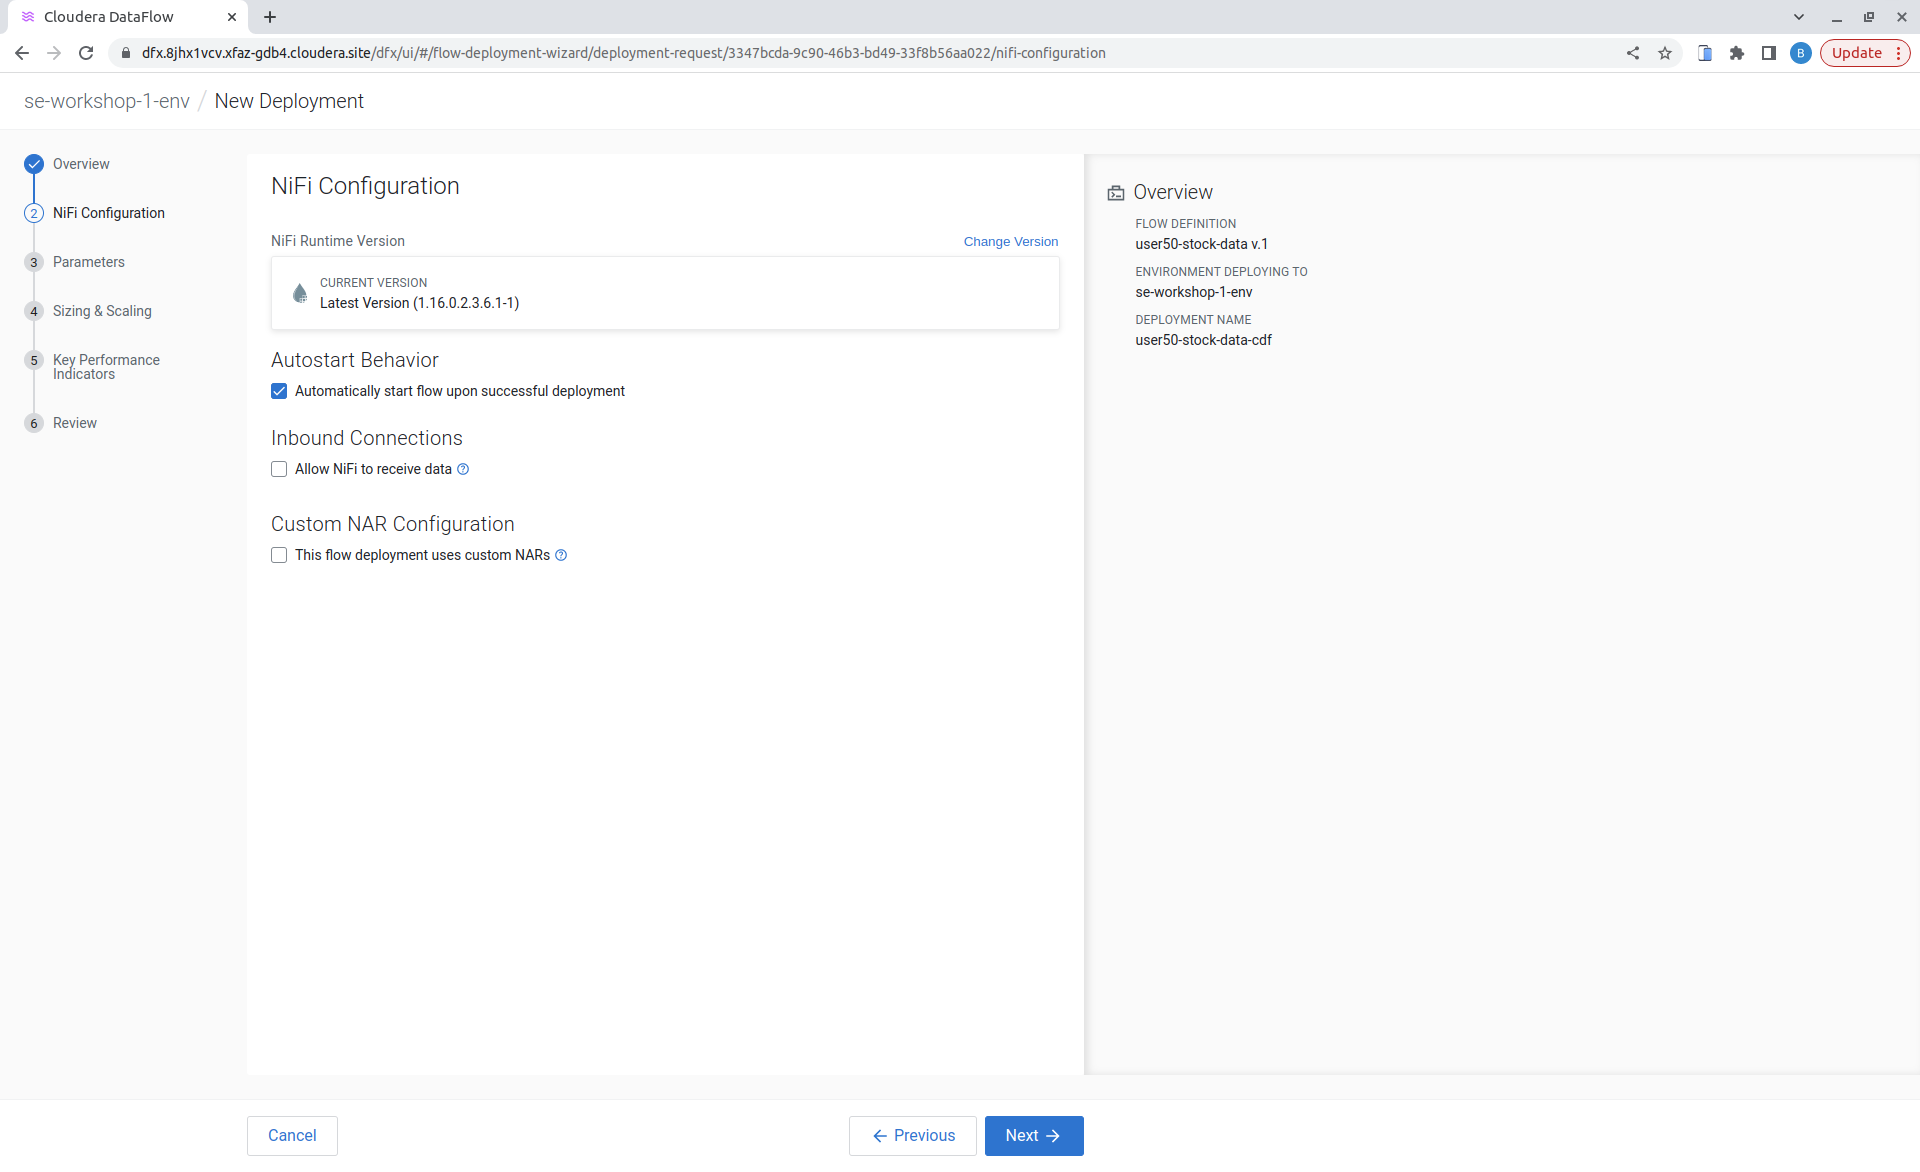 Cloudera DataFlow
dfx.8jhx1vcv.xfaz-gdb4.cloudera.site/dfx/ui/#/flow-deployment-wizard/deployment-request/3347bcda-9c90-46b3-bd49-33f8b56aa022/nifi-configuration
B
Update
se-workshop-1-env / New Deployment
Overview
2 NiFi Configuration
3 Parameters
4 Sizing & Scaling
5 Key Performance
Indicators
6 Review
NiFi Configuration
NiFi Runtime Version
Change Version
CURRENT VERSION
Latest Version (1.16.0.2.3.6.1-1)
Autostart Behavior
Automatically start flow upon successful deployment
Inbound Connections
Allow NiFi to receive data ?
Custom NAR Configuration
This flow deployment uses custom NARs ?
Overview
FLOW DEFINITION
user50-stock-data v.1
ENVIRONMENT DEPLOYING TO
se-workshop-1-env
DEPLOYMENT NAME
user50-stock-data-cdf
Cancel
Previous
Next